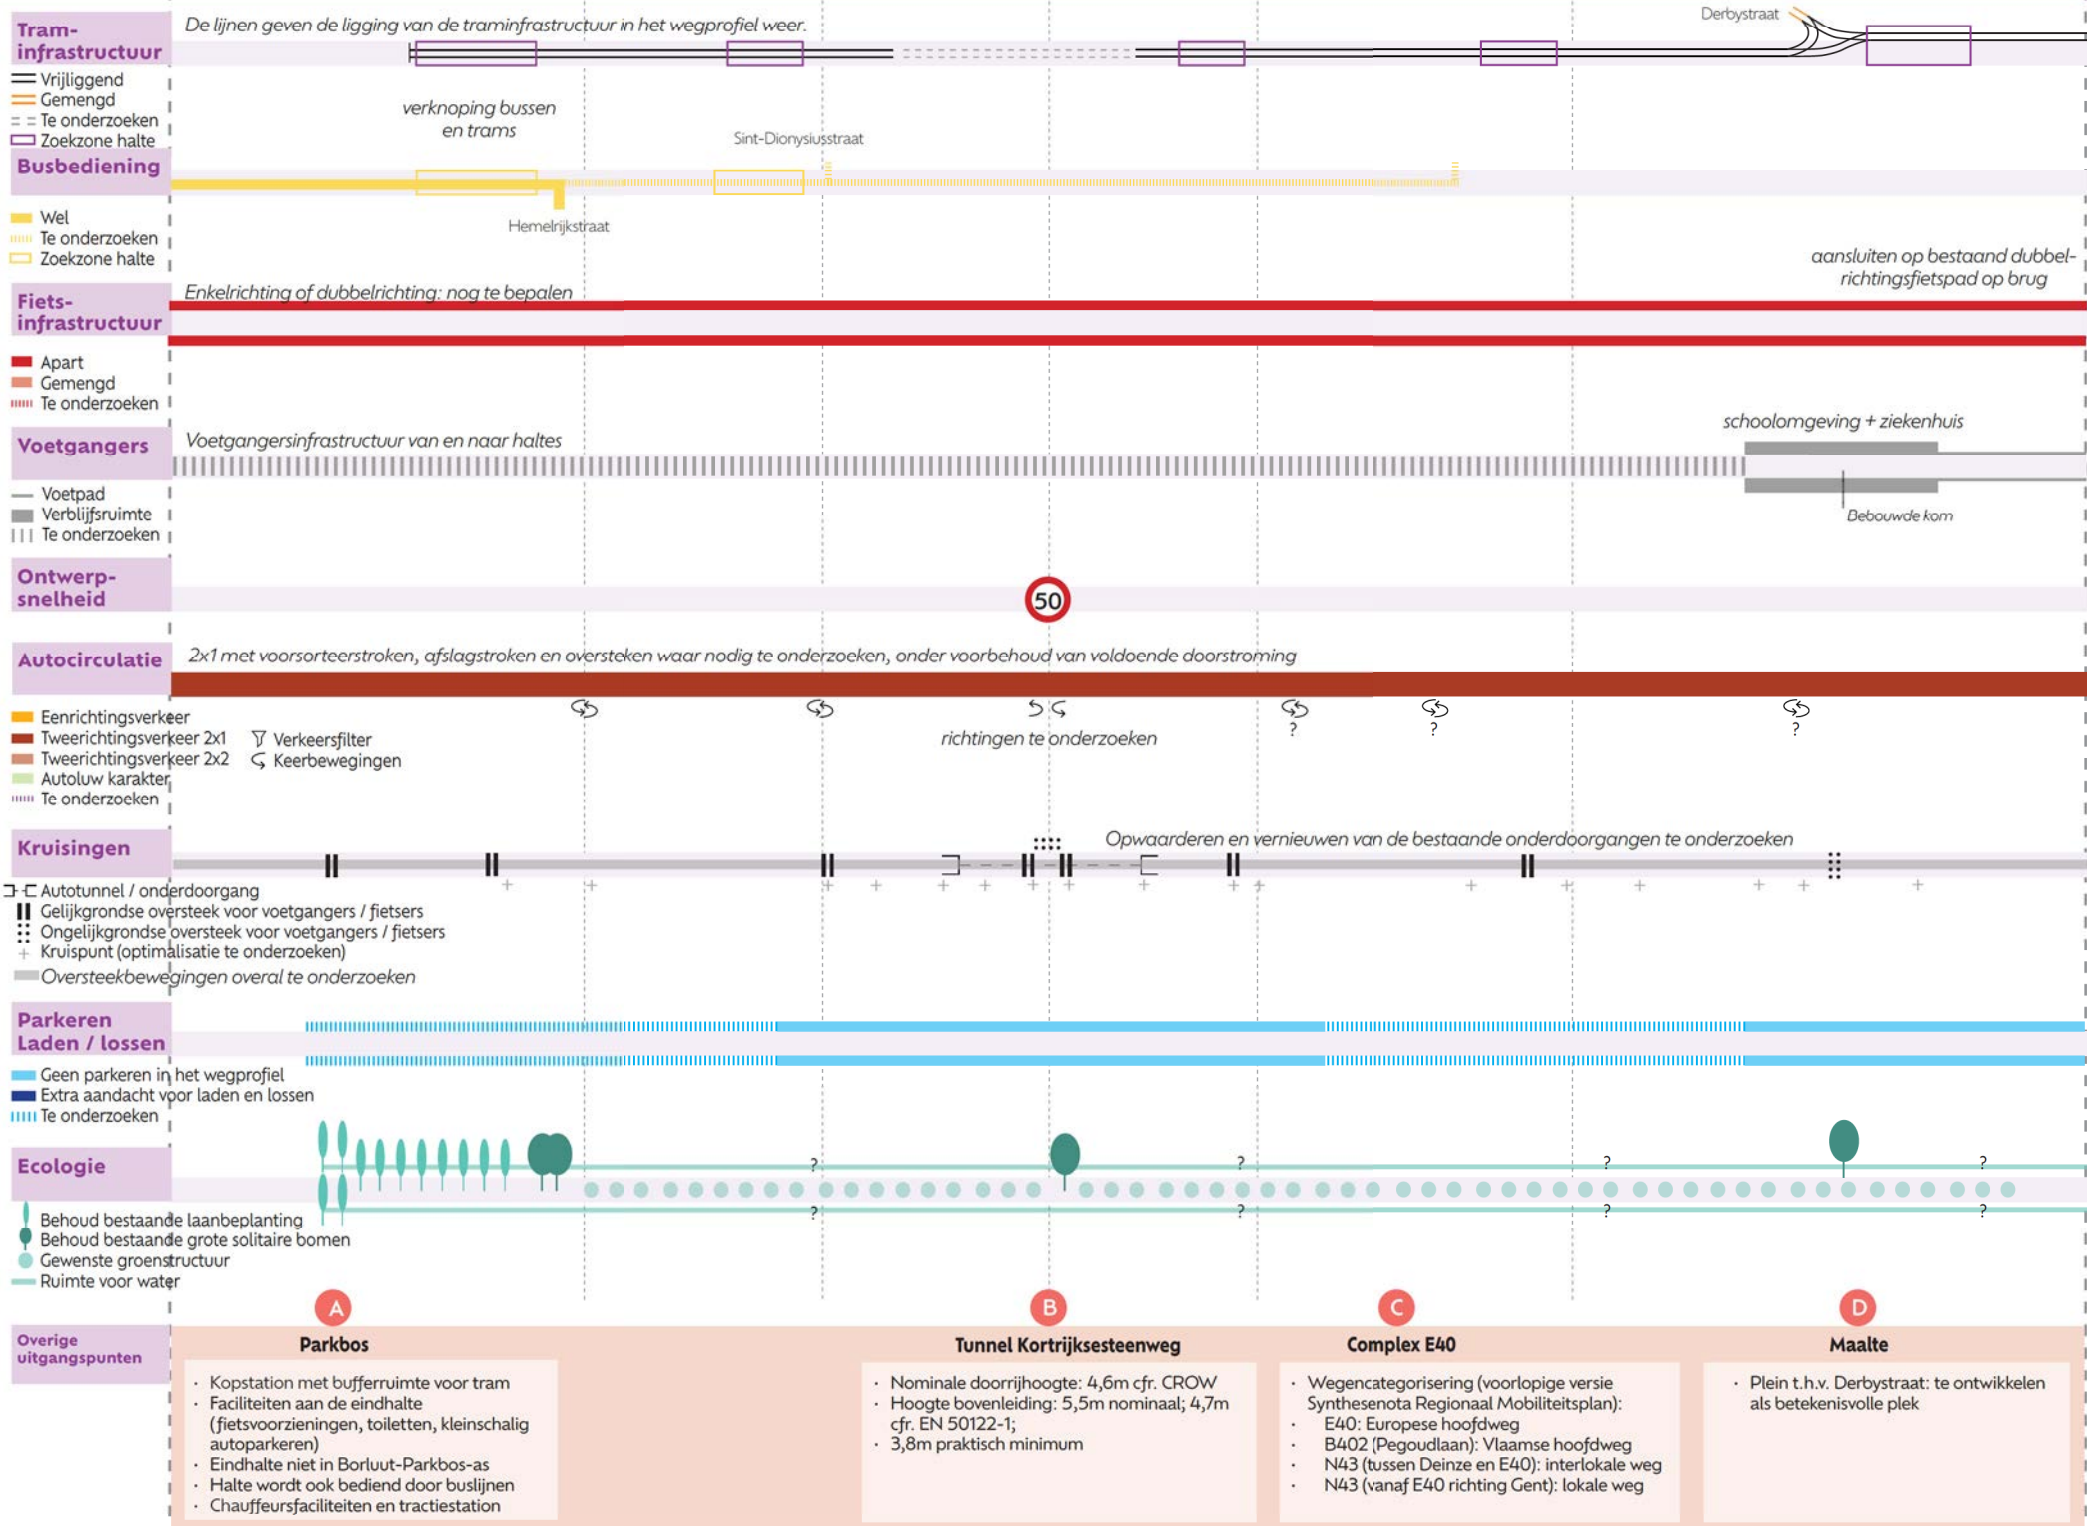 Tram-
infrastructuur
De lijnen geven de ligging van de traminfrastructuur in het wegprofiel weer.
Derbystraat
Vrijliggend
Gemengd
Te onderzoeken
Zoekzone halte
verknoping bussen
en trams
Sint-Dionysiusstraat
Busbediening
Wel
Te onderzoeken
Zoekzone halte
Hemelrijkstraat
aansluiten op bestaand dubbel-
richtingsfietspad op brug
Fiets-
infrastructuur
Enkelrichting of dubbelrichting: nog te bepalen
Apart
Gemengd
Te onderzoeken
Voetgangers
Voetgangersinfrastructuur van en naar haltes
schoolomgeving + ziekenhuis
Voetpad
Verblijfsruimte
Te onderzoeken
Bebouwde kom
Ontwerp-
snelheid
50
Autocirculatie
2x1 met voorsorteerstroken, afslagstroken en oversteken waar nodig te onderzoeken, onder voorbehoud van voldoende doorstroming
? ? ?
richtingen te onderzoeken
Eenrichtingsverkeer
Tweerichtingsverkeer 2x1
Tweerichtingsverkeer 2x2
Autoluw karakter
Te onderzoeken
Verkeersfilter
Keerbewegingen
Kruisingen
Opwaarderen en vernieuwen van de bestaande onderdoorgangen te onderzoeken
Autotunnel / onderdoorgang
Gelijkgrondse oversteek voor voetgangers / fietsers
Ongelijkgrondse oversteek voor voetgangers / fietsers
Kruispunt (optimalisatie te onderzoeken)
Oversteekbewegingen overal te onderzoeken
Parkeren
Laden / lossen
Geen parkeren in het wegprofiel
Extra aandacht voor laden en lossen
Te onderzoeken
Ecologie
? ? ? ?
? ? ? ?
Behoud bestaande laanbeplanting
Behoud bestaande grote solitaire bomen
Gewenste groenstructuur
Ruimte voor water
A
B
C
D
Overige
uitgangspunten
Parkbos
· Kopstation met bufferruimte voor tram
· Faciliteiten aan de eindhalte
(fietsvoorzieningen, toiletten, kleinschalig
autoparkeren)
· Eindhalte niet in Borluut-Parkbos-as
· Halte wordt ook bediend door buslijnen
· Chauffeursfaciliteiten en tractiestation
Tunnel Kortrijksesteenweg
· Nominale doorrijhoogte: 4,6m cfr. CROW
· Hoogte bovenleiding: 5,5m nominaal; 4,7m
cfr. EN 50122-1;
· 3,8m praktisch minimum
Complex E40
· Wegencategorisering (voorlopige versie
Synthesenota Regionaal Mobiliteitsplan):
· E40: Europese hoofdweg
· B402 (Pegoudlaan): Vlaamse hoofdweg
· N43 (tussen Deinze en E40): interlokale weg
· N43 (vanaf E40 richting Gent): lokale weg
Maalte
· Plein t.h.v. Derbystraat: te ontwikkelen
als betekenisvolle plek